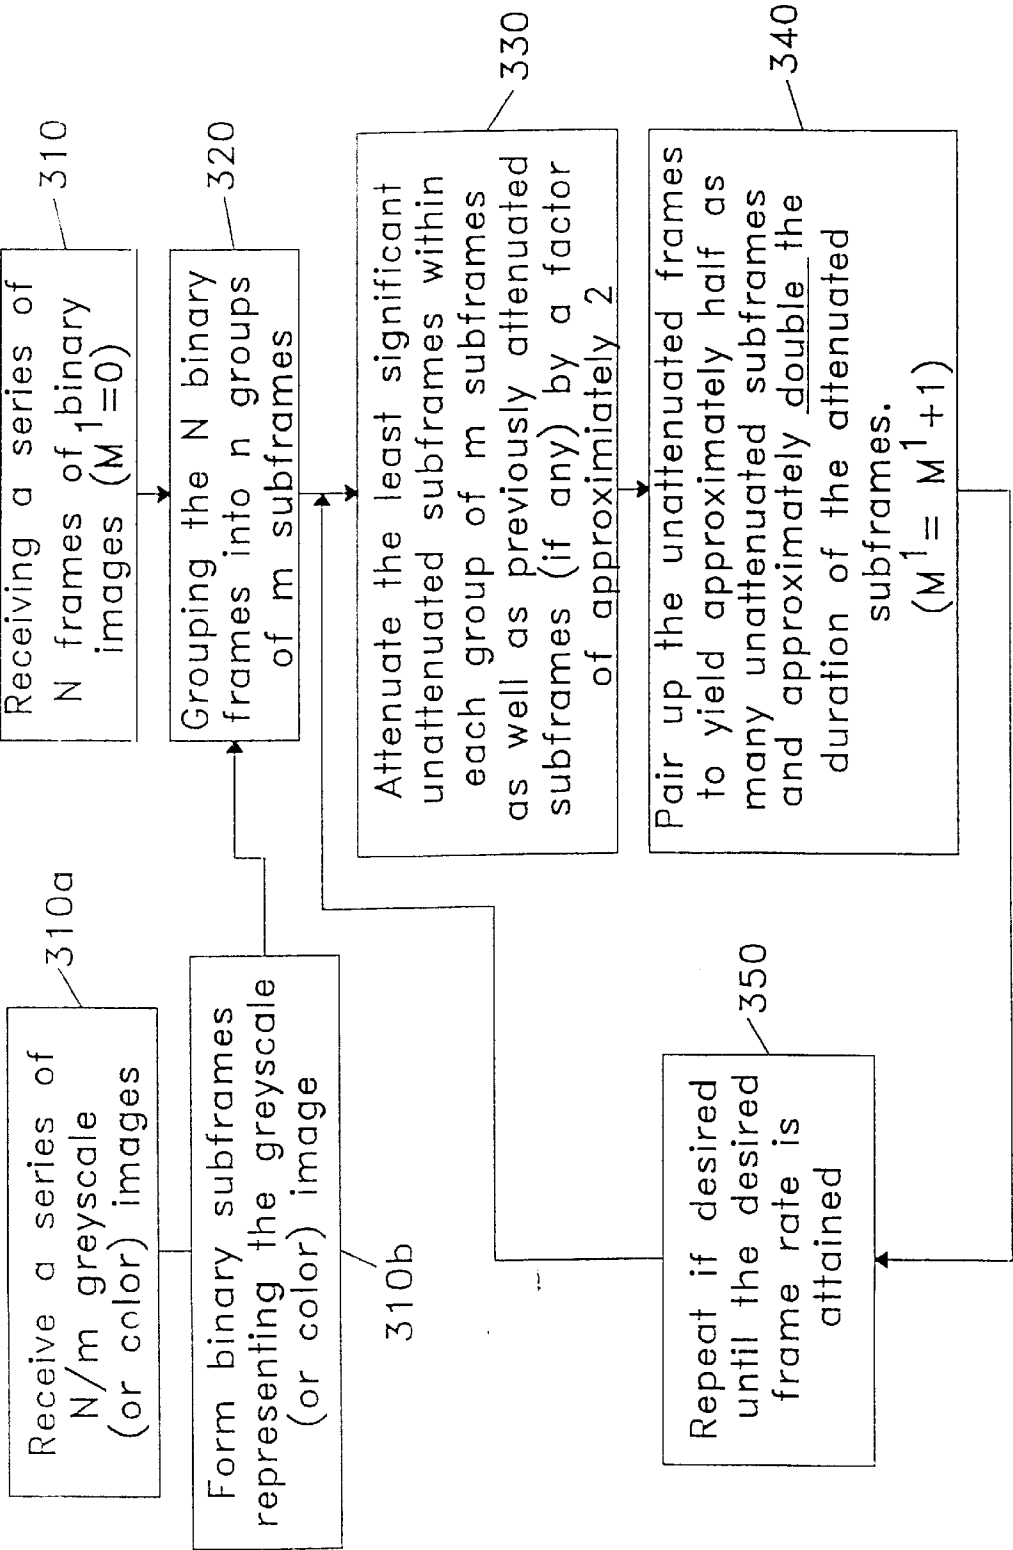 310
Receiving a series of
N frames of binary
images (M¹=0)
320
Grouping the N binary
frames into n groups
of m subframes
330
Attenuate the least significant
unattenuated subframes within
each group of m subframes
as well as previously attenuated
subframes (if any) by a factor
of approximiately 2
340
Pair up the unattenuated frames
to yield approximately half as
many unattenuated subframes
and approximately double the
duration of the attenuated
subframes.
(M¹= M¹+1)
310a
Receive a series of
N/m greyscale
(or color) images
Form binary subframes
representing the greyscale
(or color) image
310b
350
Repeat if desired
until the desired
frame rate is
attained